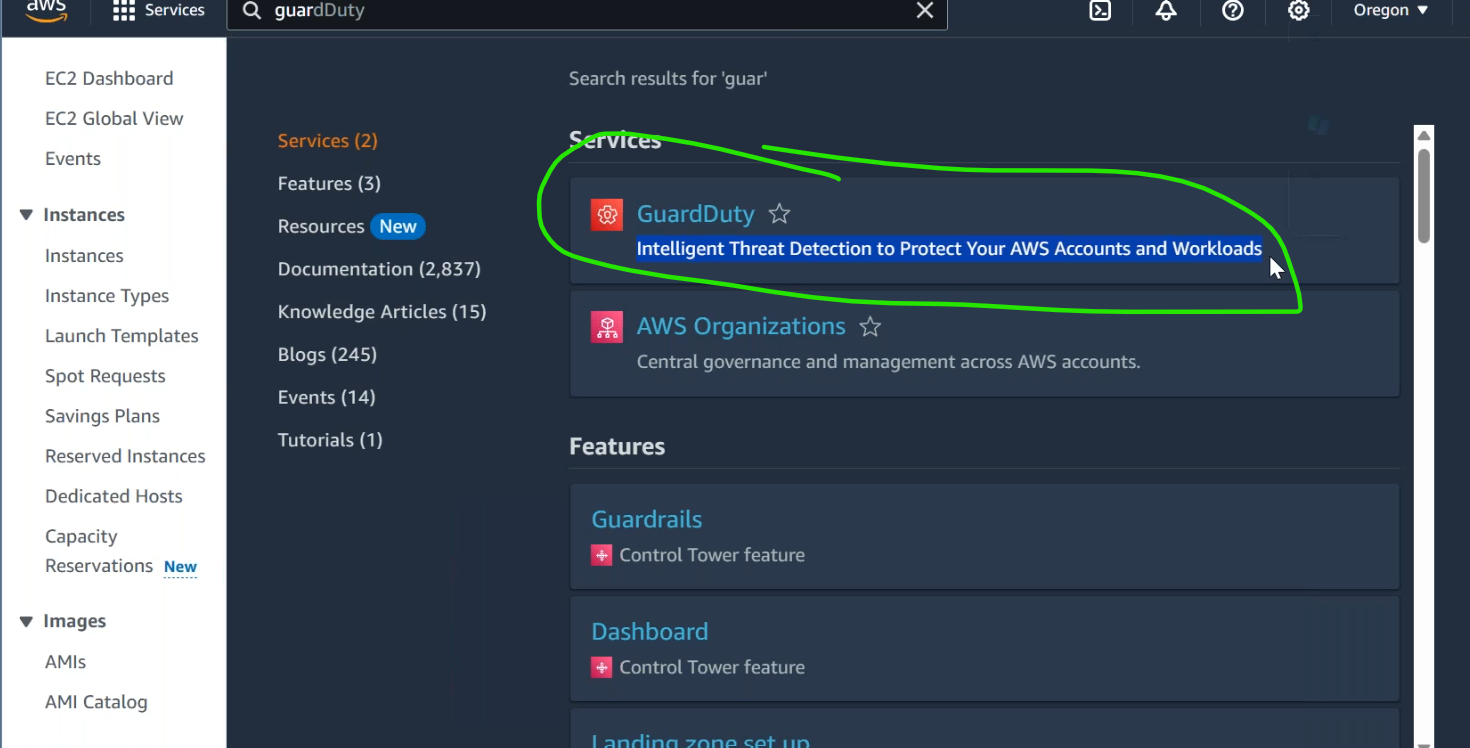 aws
Services
guardDuty
Oregon
EC2 Dashboard
EC2 Global View
Events
Instances
Instances
Instance Types
Launch Templates
Spot Requests
Savings Plans
Reserved Instances
Dedicated Hosts
Capacity
Reservations New
Images
AMIs
AMI Catalog
Search results for 'guar'
Services (2)
Features (3)
Resources New
Documentation (2,837)
Knowledge Articles (15)
Blogs (245)
Events (14)
Tutorials (1)
Services
GuardDuty
Intelligent Threat Detection to Protect Your AWS Accounts and Workloads
AWS Organizations
Central governance and management across AWS accounts.
Features
Guardrails
Control Tower feature
Dashboard
Control Tower feature
Landing zone set up